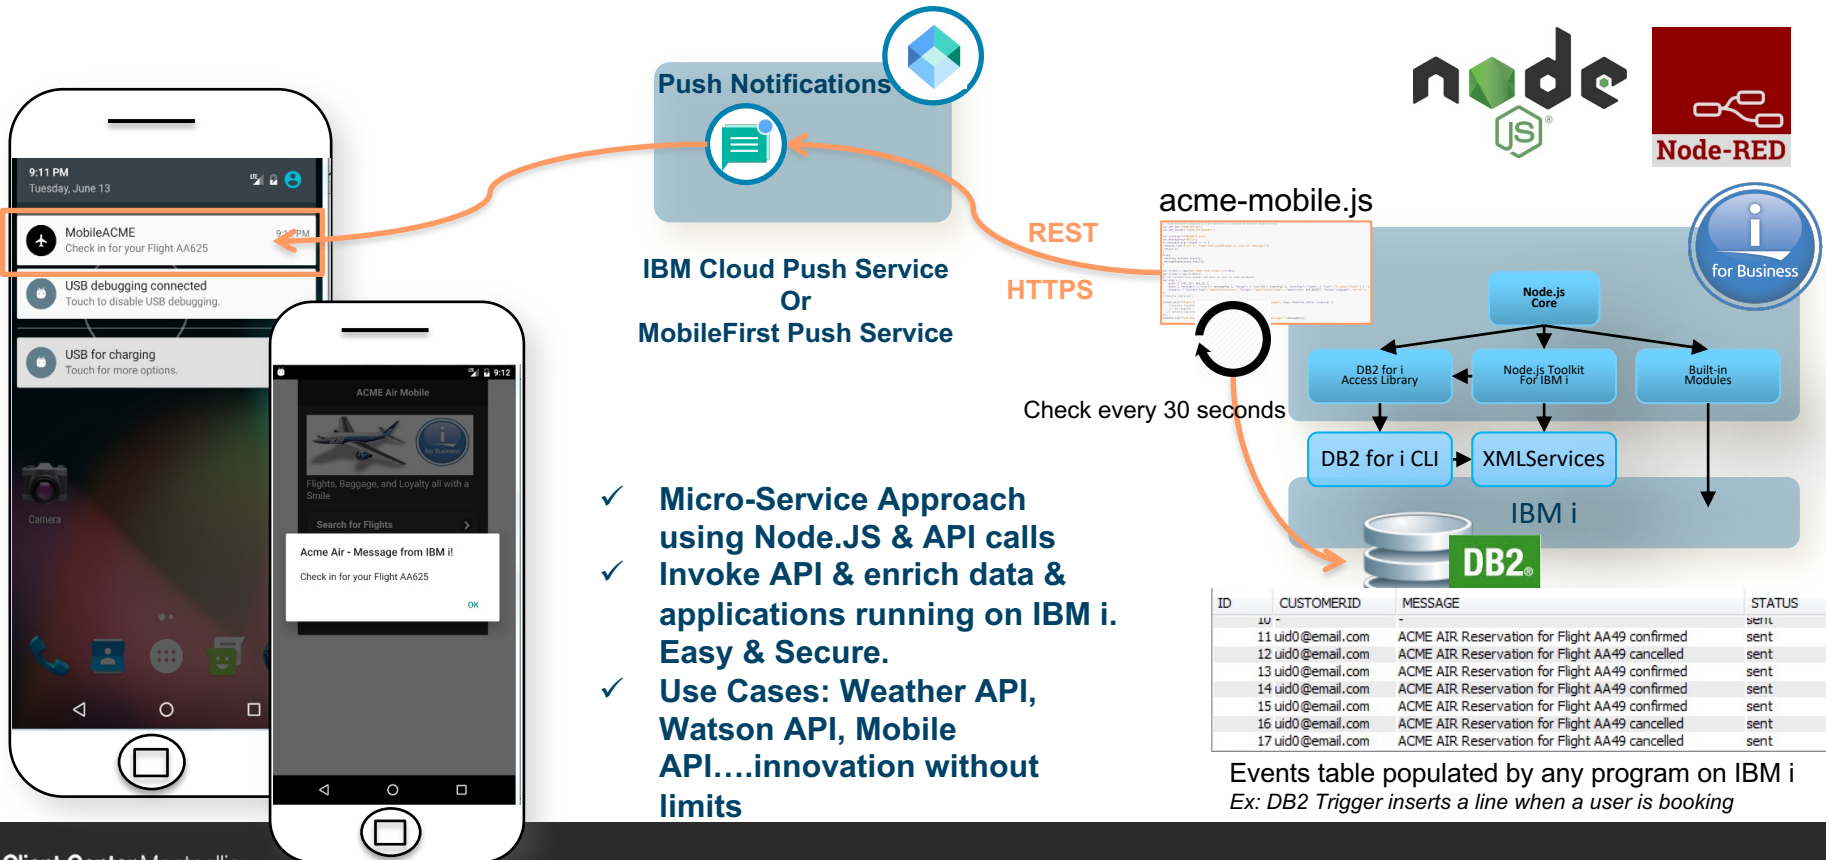 Push Notifications
IBM Cloud Push Service
Or
MobileFirst Push Service
REST
HTTPS
9:11 PM
Tuesday, June 13
LTE
MobileACME
Check in for your Flight AA625
USB debugging connected
Touch to disable USB debugging.
USB for charging
Touch for more options.
Camera
9:12
ACME Air Mobile
i
for Business
Flights, Baggage, and Loyalty all with a
Smile
Search for Flights
Acme Air - Message from IBM i!
Check in for your Flight AA625
OK
✓ Micro-Service Approach
using Node.JS & API calls
✓ Invoke API & enrich data &
applications running on IBM i.
Easy & Secure.
✓ Use Cases: Weather API,
Watson API, Mobile
API....innovation without
limits
node
JS®
Node-RED
acme-mobile.js
i
for Business
Node.js
Core
DB2 for i
Access Library
Node.js Toolkit
For IBM i
Built-in
Modules
Check every 30 seconds
DB2 for i CLI
XMLServices
IBM i
DB2®
ID CUSTOMERID MESSAGE STATUS
10 - - sent
11 uid0@email.com ACME AIR Reservation for Flight AA49 confirmed sent
12 uid0@email.com ACME AIR Reservation for Flight AA49 cancelled sent
13 uid0@email.com ACME AIR Reservation for Flight AA49 confirmed sent
14 uid0@email.com ACME AIR Reservation for Flight AA49 confirmed sent
15 uid0@email.com ACME AIR Reservation for Flight AA49 confirmed sent
16 uid0@email.com ACME AIR Reservation for Flight AA49 cancelled sent
17 uid0@email.com ACME AIR Reservation for Flight AA49 cancelled sent
Events table populated by any program on IBM i
Ex: DB2 Trigger inserts a line when a user is booking